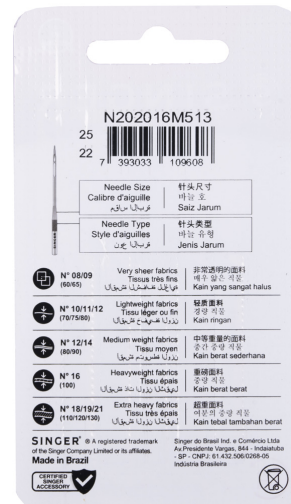 N202016M513
25
22
7 393033 109608
Needle Size
Calibre d'aiguille
针头尺寸
바늘 호
Saiz Jarum
Needle Type
Style d'aiguilles
针头类型
바늘 유형
Jenis Jarum
N° 08/09
(60/65)
Very sheer fabrics
Tissus très fins
非常透明的面料
매우 얇은 직물
Kain yang sangat halus
N° 10/11/12
(70/75/80)
Lightweight fabrics
Tissu léger ou fin
轻质面料
경량 직물
Kain ringan
N° 12/14
(80/90)
Medium weight fabrics
Tissu moyen
中等重量的面料
중간 중량 직물
Kain berat sederhana
N° 16
(100)
Heavyweight fabrics
Tissu épais
重磅面料
중량 직물
Kain berat berat
N° 18/19/21
(110/120/130)
Extra heavy fabrics
Tissu très épais
超重面料
여분의 중량 직물
Kain tebal tambahan berat
SINGER® ® A registered trademark
of the Singer Company Limited or its affiliates.
Made in Brazil
CERTIFIED
SINGER
ACCESSORY
Singer do Brasil Ind. e Comércio Ltda
Av.Presidente Vargas, 844 - Indaiatuba
- SP - CNPJ: 61.432.506/0268-05
Indústria Brasileira